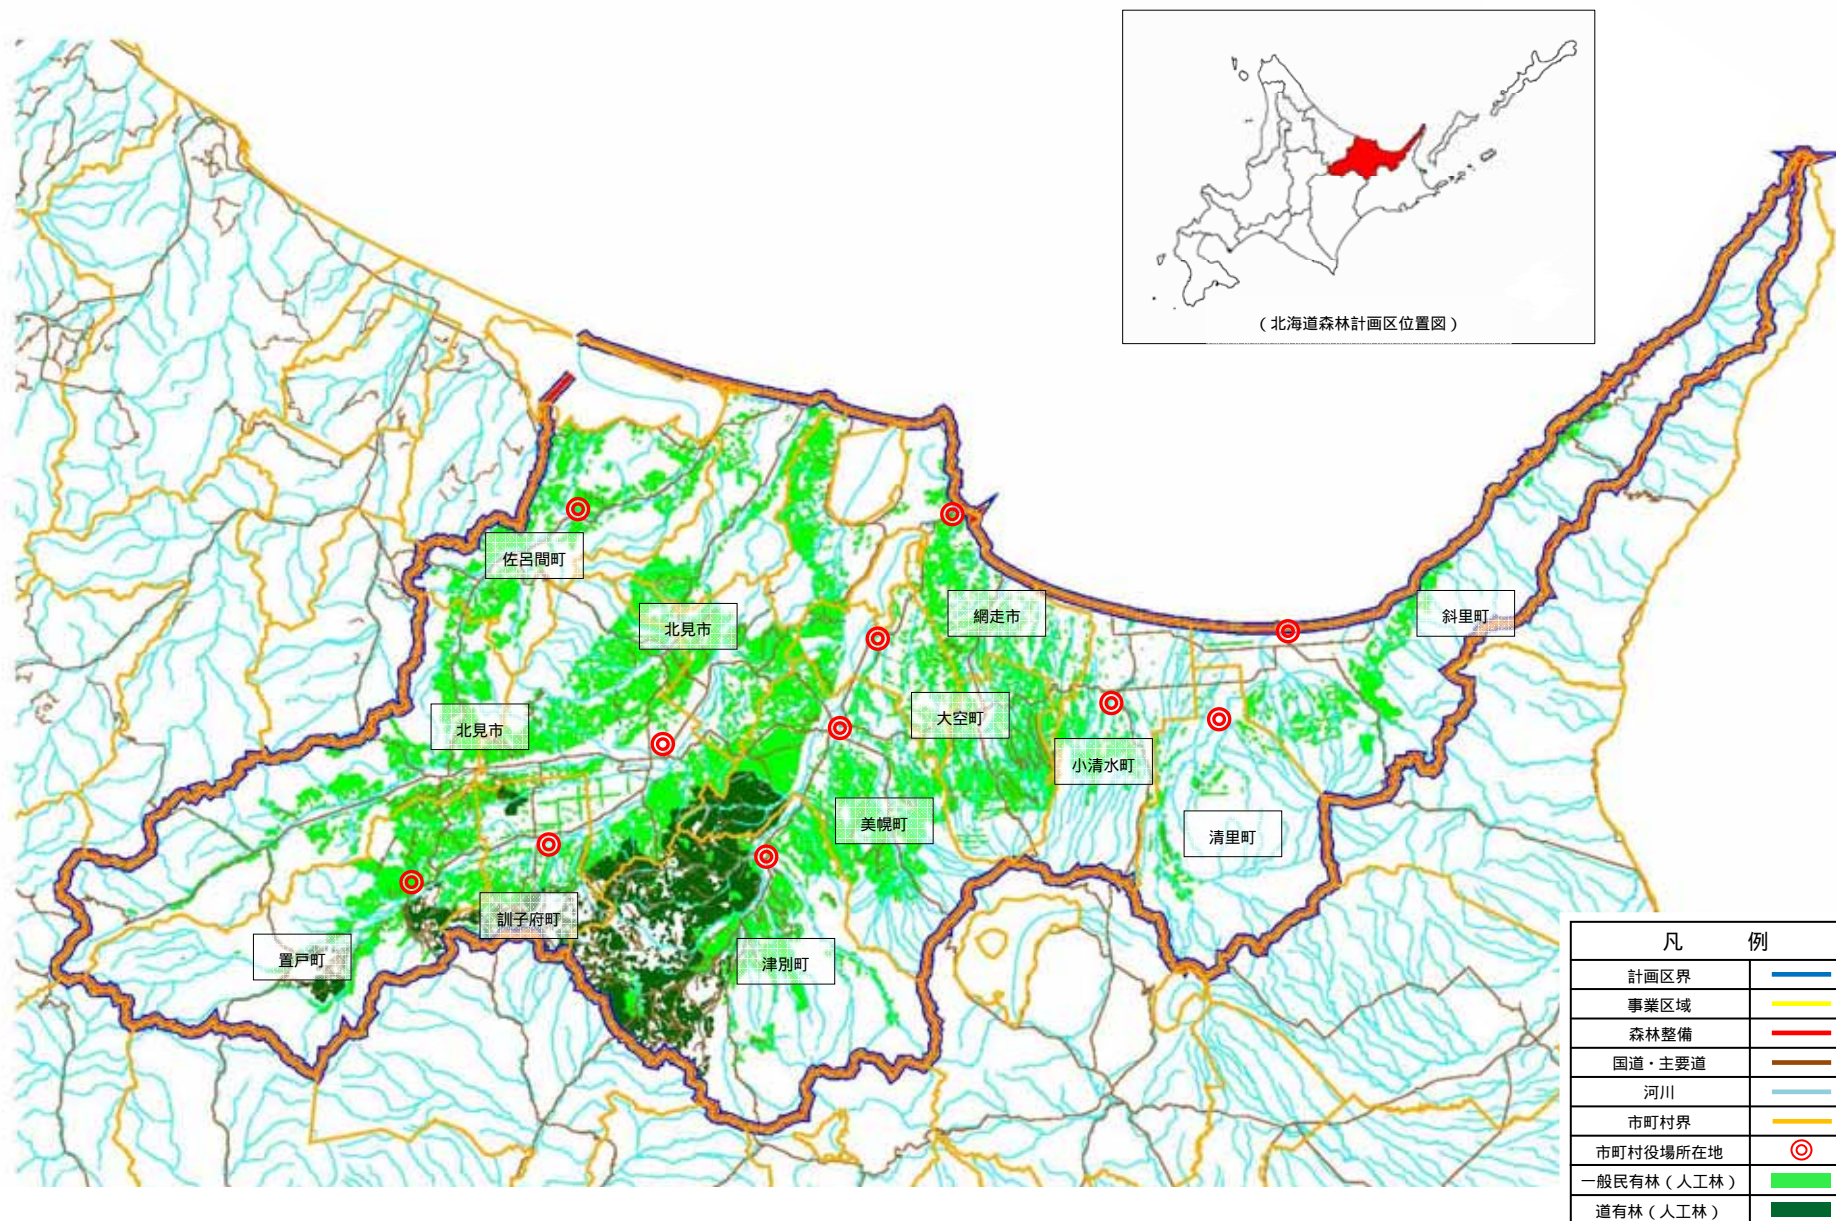 (北海道森林計画区位置図)
佐呂間町
北見市
網走市
斜里町
北見市
大空町
小清水町
美幌町
清里町
訓子府町
置戸町
津別町
凡 例
計画区界
事業区域
森林整備
国道・主要道
河川
市町村界
市町村役場所在地
一般民有林(人工林)
道有林(人工林)